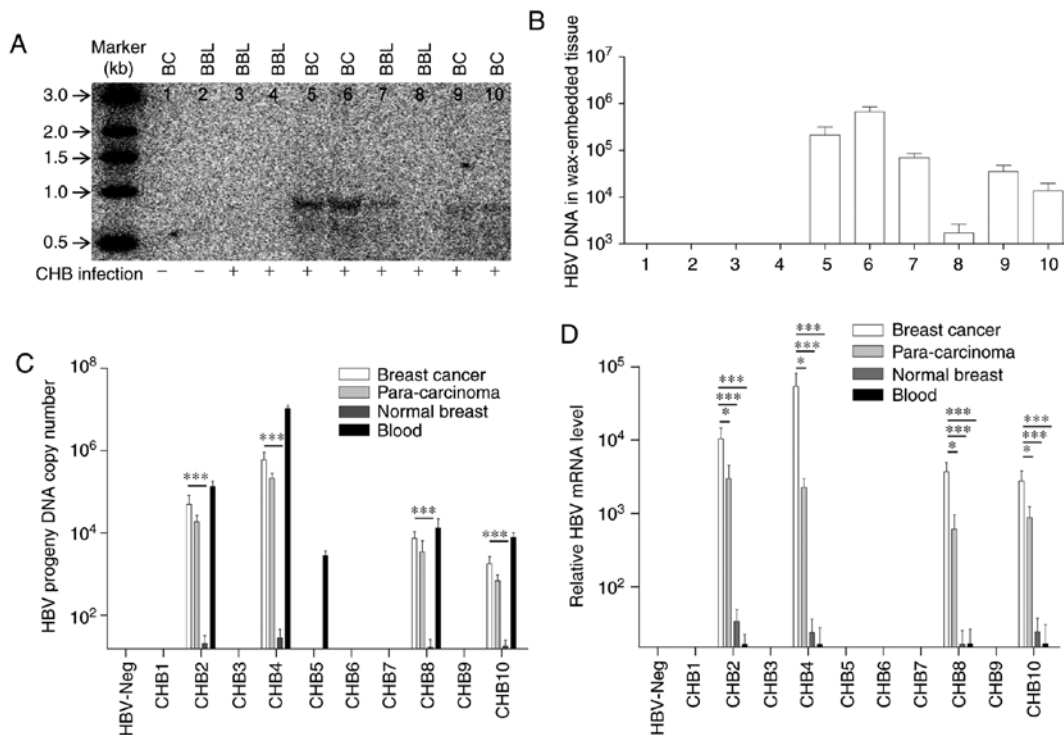 A
Marker
(kb)
BC BBL BBL BBL BC BC BBL BBL BC BC
1 2 3 4 5 6 7 8 9 10
3.0
2.0
1.5
1.0
0.5
CHB infection − − + + + + + + + +
B
HBV DNA in wax-embedded tissue
10⁷
10⁶
10⁵
10⁴
10³
1 2 3 4 5 6 7 8 9 10
C
HBV progeny DNA copy number
10⁸
10⁶
10⁴
10²
Breast cancer
Para-carcinoma
Normal breast
Blood
*** *** *** ***
HBV-Neg CHB1 CHB2 CHB3 CHB4 CHB5 CHB6 CHB7 CHB8 CHB9 CHB10
D
Relative HBV mRNA level
10⁵
10⁴
10³
10²
Breast cancer
Para-carcinoma
Normal breast
Blood
*** *** *** ***
*** *** *** ***
* * * *
HBV-Neg CHB1 CHB2 CHB3 CHB4 CHB5 CHB6 CHB7 CHB8 CHB9 CHB10